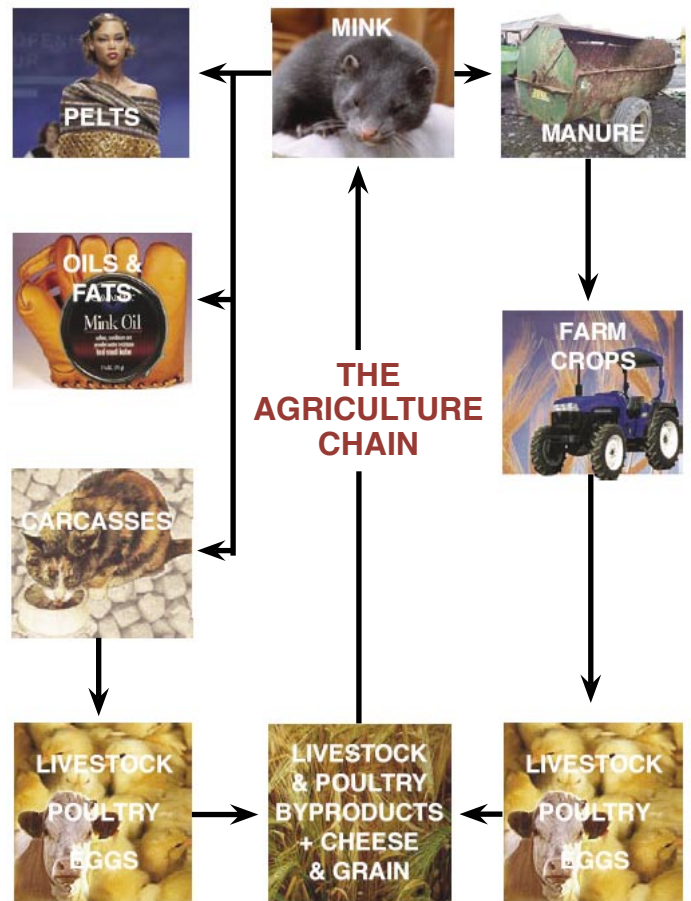 PELTS
MINK
MANURE
OILS &
FATS
Mink Oil
FARM
CROPS
THE
AGRICULTURE
CHAIN
CARCASSES
LIVESTOCK
POULTRY
EGGS
LIVESTOCK
& POULTRY
BYPRODUCTS
+ CHEESE
& GRAIN
LIVESTOCK
POULTRY
EGGS